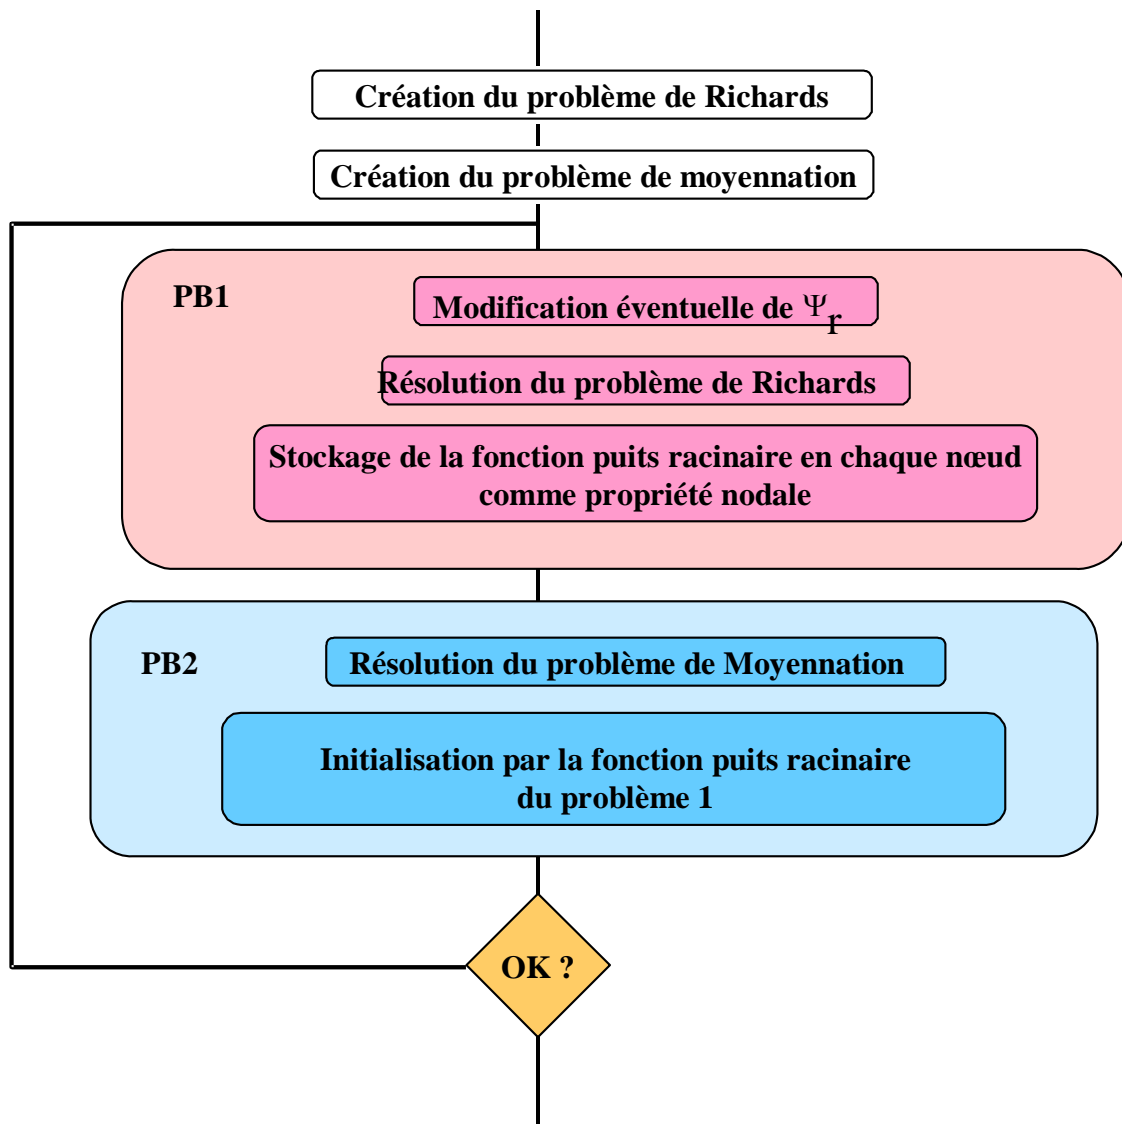 Création du problème de Richards
Création du problème de moyennation
PB1
Modification éventuelle de Ψr
Résolution du problème de Richards
Stockage de la fonction puits racinaire en chaque nœud
comme propriété nodale
PB2
Résolution du problème de Moyennation
Initialisation par la fonction puits racinaire
du problème 1
OK ?